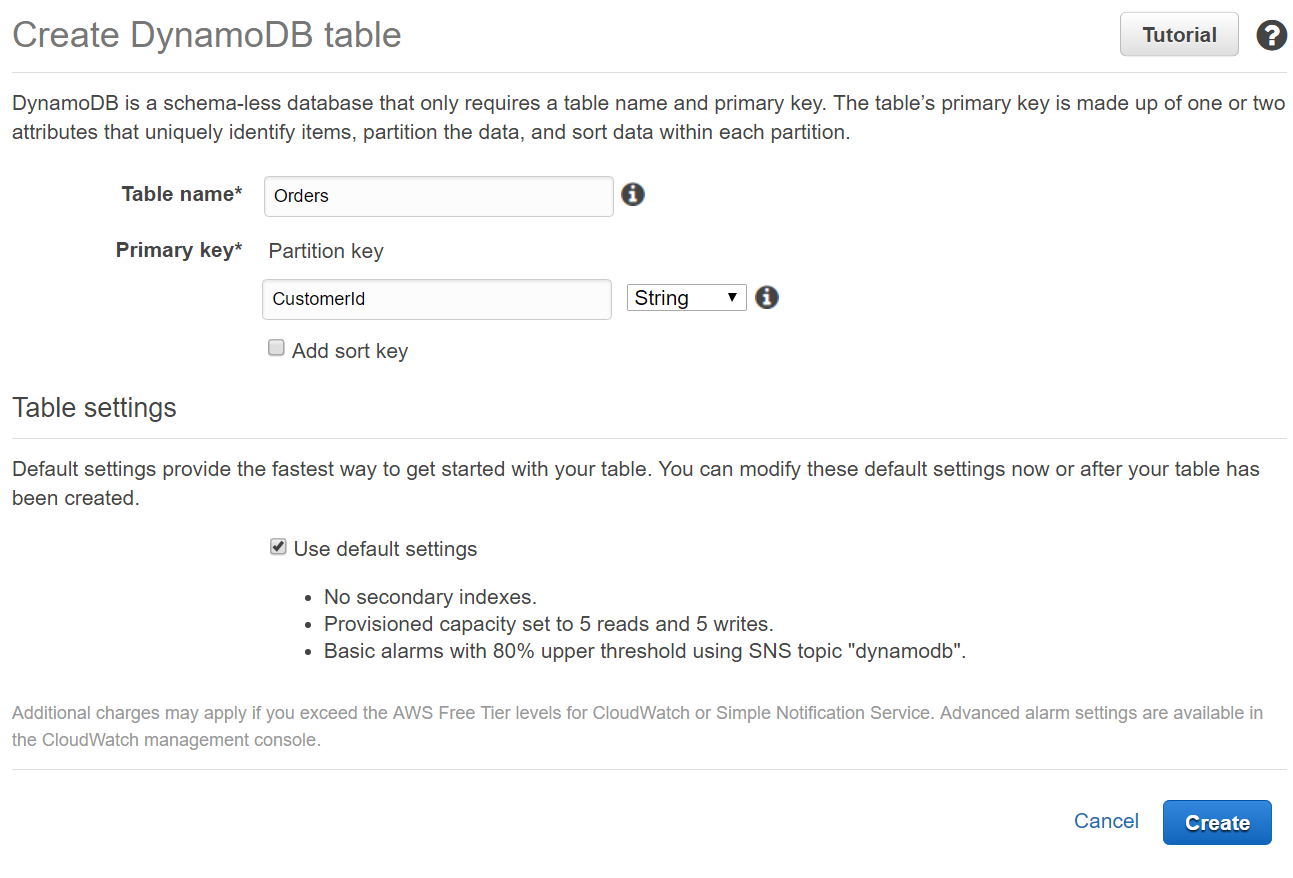 Create DynamoDB table
Tutorial
?
DynamoDB is a schema-less database that only requires a table name and primary key. The table’s primary key is made up of one or two
attributes that uniquely identify items, partition the data, and sort data within each partition.
Table name* Orders
Primary key* Partition key
CustomerId String
Add sort key
Table settings
Default settings provide the fastest way to get started with your table. You can modify these default settings now or after your table has
been created.
Use default settings
• No secondary indexes.
• Provisioned capacity set to 5 reads and 5 writes.
• Basic alarms with 80% upper threshold using SNS topic "dynamodb".
Additional charges may apply if you exceed the AWS Free Tier levels for CloudWatch or Simple Notification Service. Advanced alarm settings are available in
the CloudWatch management console.
Cancel Create